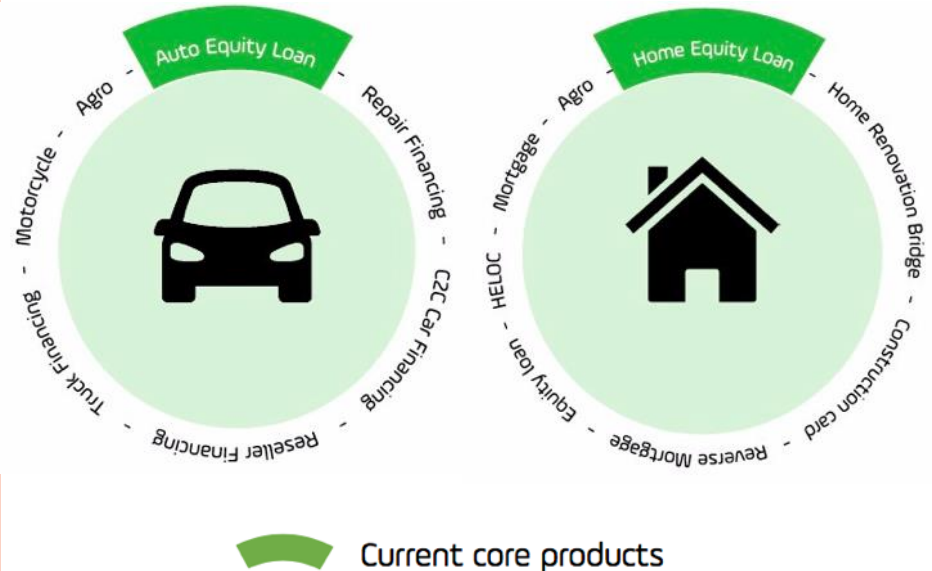 Auto Equity Loan
- Repair Financing - C2C Car Financing - Reseller Financing - Truck Financing - Motorcycle - Agro -
Home Equity Loan
- Home Renovation Bridge - Construction card - Reverse Mortgage - Equity loan - HELOC - Mortgage - Agro -
Current core products